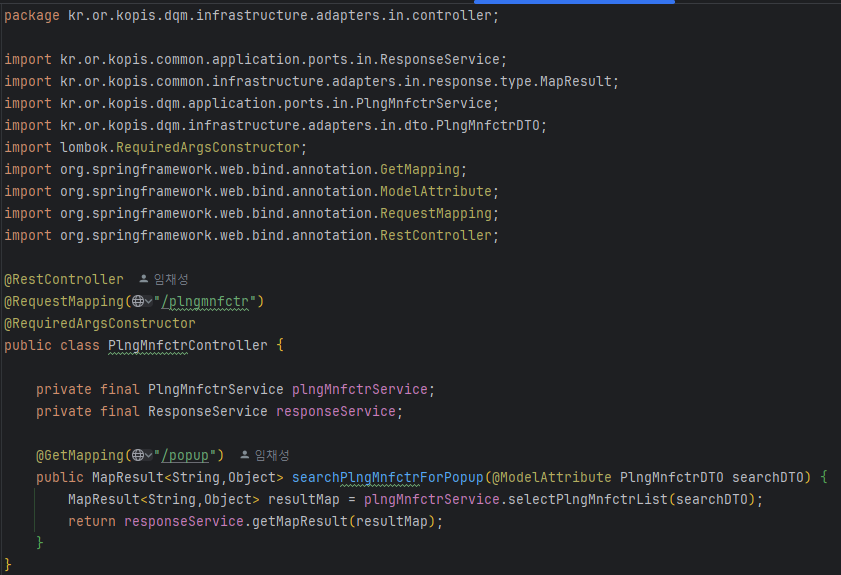 package kr.or.kopis.dqm.infrastructure.adapters.in.controller;
import kr.or.kopis.common.application.ports.in.ResponseService;
import kr.or.kopis.common.infrastructure.adapters.in.response.type.MapResult;
import kr.or.kopis.dqm.application.ports.in.PlngMnfctrService;
import kr.or.kopis.dqm.infrastructure.adapters.in.dto.PlngMnfctrDTO;
import lombok.RequiredArgsConstructor;
import org.springframework.web.bind.annotation.GetMapping;
import org.springframework.web.bind.annotation.ModelAttribute;
import org.springframework.web.bind.annotation.RequestMapping;
import org.springframework.web.bind.annotation.RestController;
@RestController 임채성
@RequestMapping("/plngmnfctr")
@RequiredArgsConstructor
public class PlngMnfctrController {
    private final PlngMnfctrService plngMnfctrService;
    private final ResponseService responseService;
    @GetMapping("/popup") 임채성
    public MapResult<String,Object> searchPlngMnfctrForPopup(@ModelAttribute PlngMnfctrDTO searchDTO) {
        MapResult<String,Object> resultMap = plngMnfctrService.selectPlngMnfctrList(searchDTO);
        return responseService.getMapResult(resultMap);
    }
}